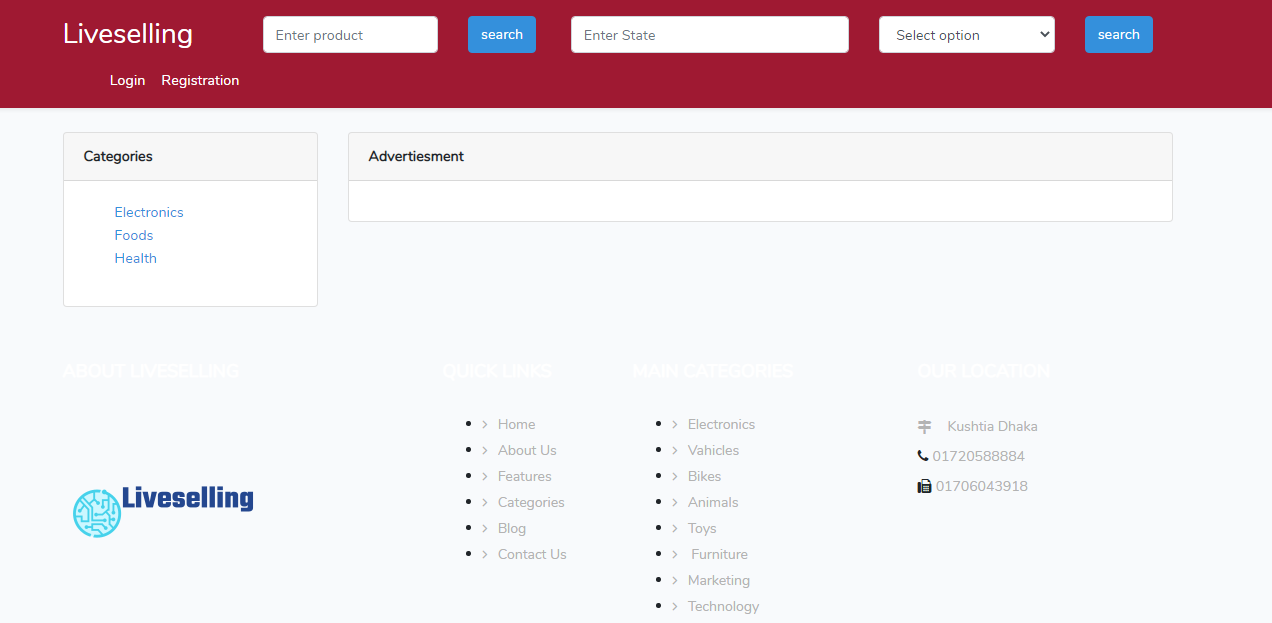 Liveselling
Enter product
search
Enter State
Select option
search
Login Registration
Categories
Electronics
Foods
Health
Advertiesment
ABOUT LIVESELLING
Liveselling
QUICK LINKS
Home
About Us
Features
Categories
Blog
Contact Us
MAIN CATEGORIES
Electronics
Vahicles
Bikes
Animals
Toys
Furniture
Marketing
Technology
OUR LOCATION
Kushtia Dhaka
01720588884
01706043918